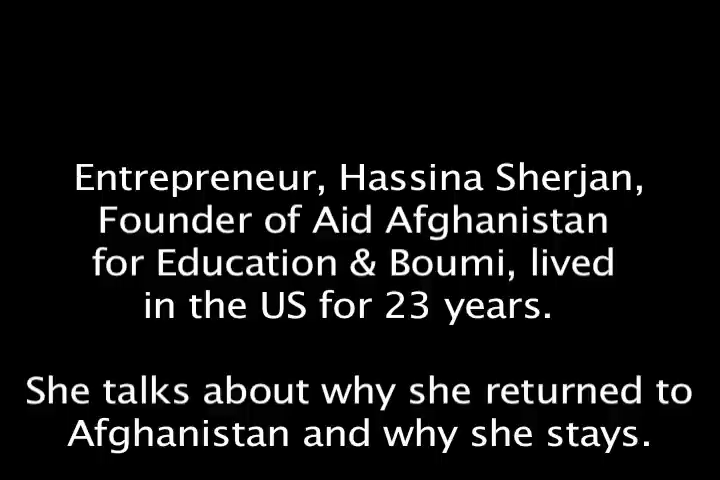 Entrepreneur, Hassina Sherjan,
Founder of Aid Afghanistan
for Education & Boumi, lived
in the US for 23 years.
She talks about why she returned to
Afghanistan and why she stays.